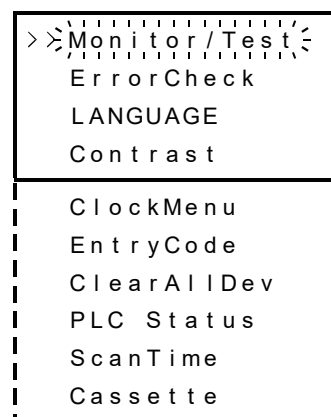 >> Monitor/Test
ErrorCheck
LANGUAGE
Contrast
ClockMenu
EntryCode
ClearAllDev
PLC Status
ScanTime
Cassette